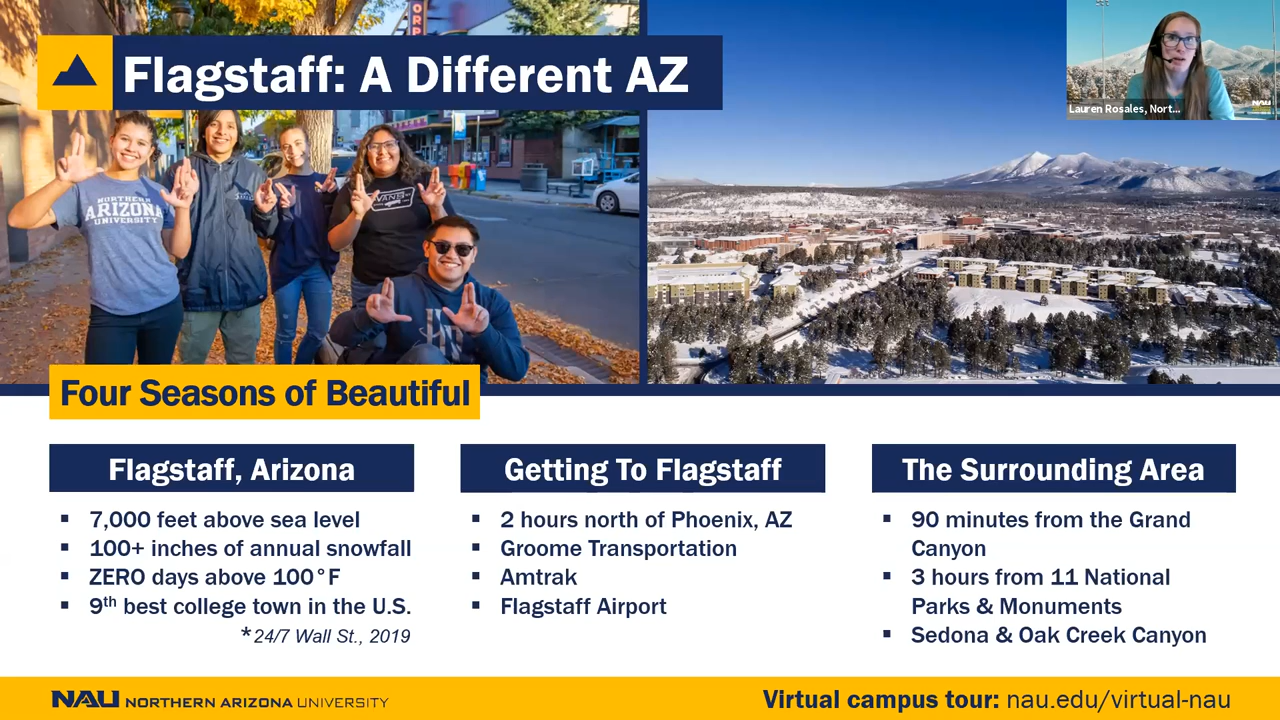 Flagstaff: A Different AZ
Lauren Rosales, Nort...
NAU
NORTHERN
ARIZONA
UNIVERSITY
VANS
Four Seasons of Beautiful
Flagstaff, Arizona
▪ 7,000 feet above sea level
▪ 100+ inches of annual snowfall
▪ ZERO days above 100°F
▪ 9th best college town in the U.S.
*24/7 Wall St., 2019
Getting To Flagstaff
▪ 2 hours north of Phoenix, AZ
▪ Groome Transportation
▪ Amtrak
▪ Flagstaff Airport
The Surrounding Area
▪ 90 minutes from the Grand
Canyon
▪ 3 hours from 11 National
Parks & Monuments
▪ Sedona & Oak Creek Canyon
NAU NORTHERN ARIZONA UNIVERSITY
Virtual campus tour: nau.edu/virtual-nau